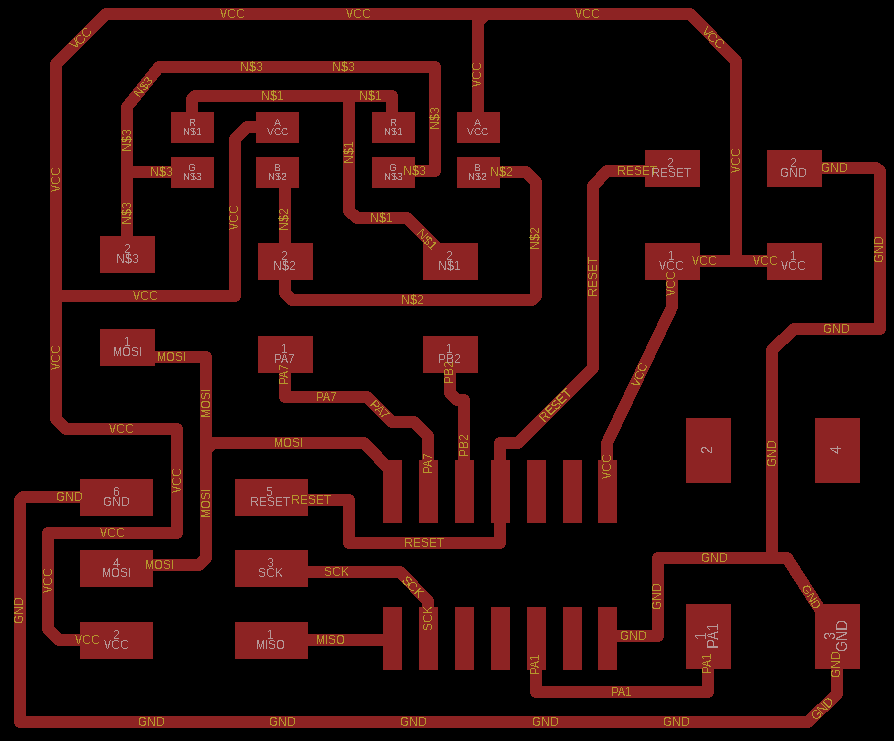 VCC VCC VCC
VCC VCC
N$3 N$3
VCC
N$3
N$1 N$1
R N$1
A VCC
R N$1
A VCC
N$3
N$3
N$1
VCC
RESET
2 RESET
2 GND
GND
G N$3
N$3
B N$2
G N$3
N$3
B N$2
N$2
VCC
N$3
N$2
VCC
N$1
N$1
N$2
GND
2 N$3
2 N$2
2 N$1
1 VCC
VCC
VCC
1 VCC
RESET
VCC
VCC
N$2
GND
1 MOSI
MOSI
1 PA7
1 PB2
VCC
PA7
PB2
VCC
PA7
PA7
MOSI
RESET
VCC
MOSI
PB2
PA7
VCC
2
4
GND
VCC
MOSI
GND
6 GND
5 RESET
RESET
VCC
RESET
GND
4 MOSI
MOSI
3 SCK
SCK
SCK
VCC
GND
GND
GND
SCK
VCC
2 VCC
1 MISO
MISO
GND
1 PA1
3 GND
PA1
PA1
GND
PA1
GND
GND GND GND GND GND